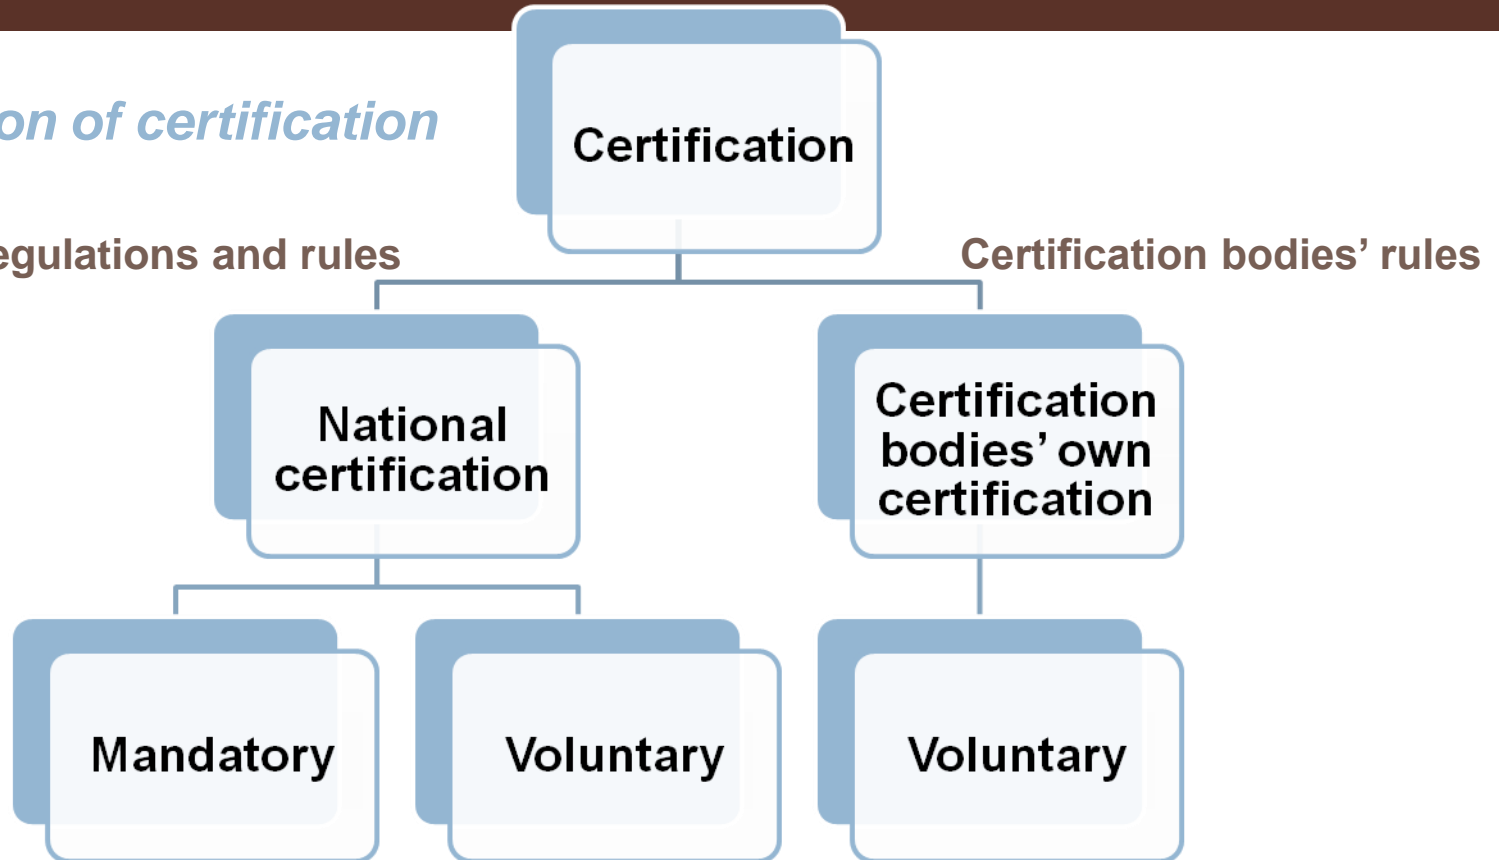 on of certification
Certification
egulations and rules
Certification bodies’ rules
National
certification
Certification
bodies’ own
certification
Mandatory
Voluntary
Voluntary